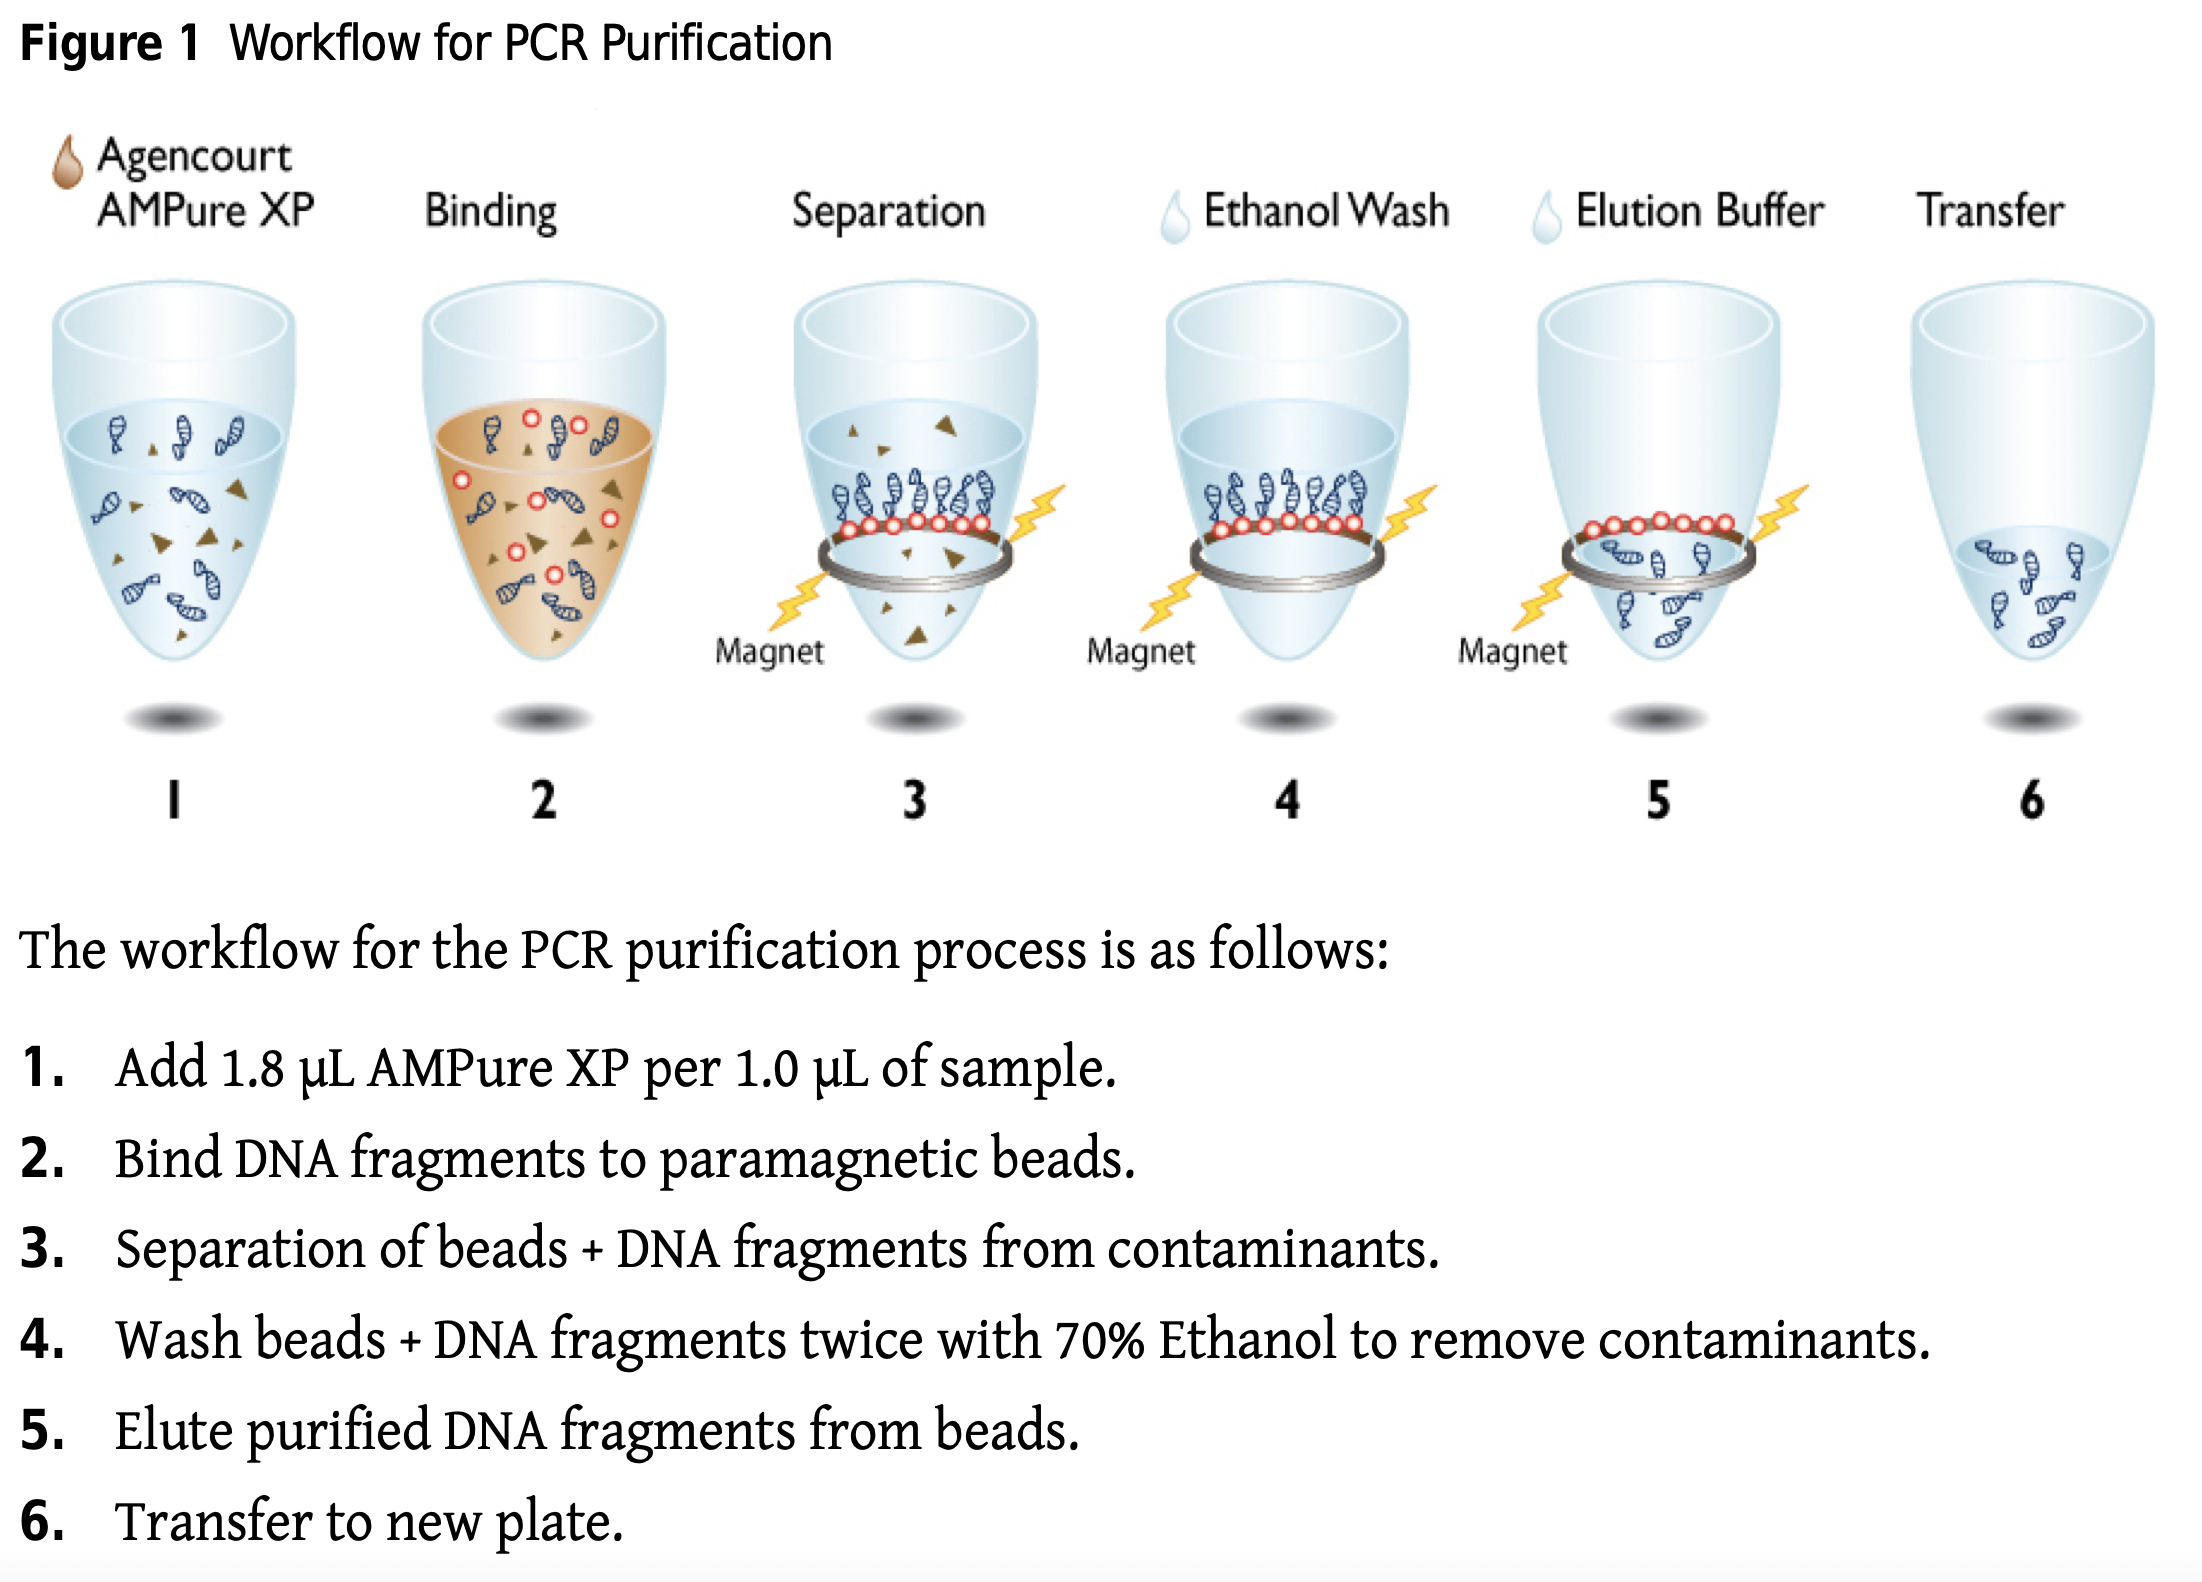 Figure 1 Workflow for PCR Purification
Agencourt
AMPure XP
Binding
Separation
Ethanol Wash
Elution Buffer
Transfer
Magnet
Magnet
Magnet
1
2
3
4
5
6
The workflow for the PCR purification process is as follows:
1. Add 1.8 µL AMPure XP per 1.0 µL of sample.
2. Bind DNA fragments to paramagnetic beads.
3. Separation of beads + DNA fragments from contaminants.
4. Wash beads + DNA fragments twice with 70% Ethanol to remove contaminants.
5. Elute purified DNA fragments from beads.
6. Transfer to new plate.